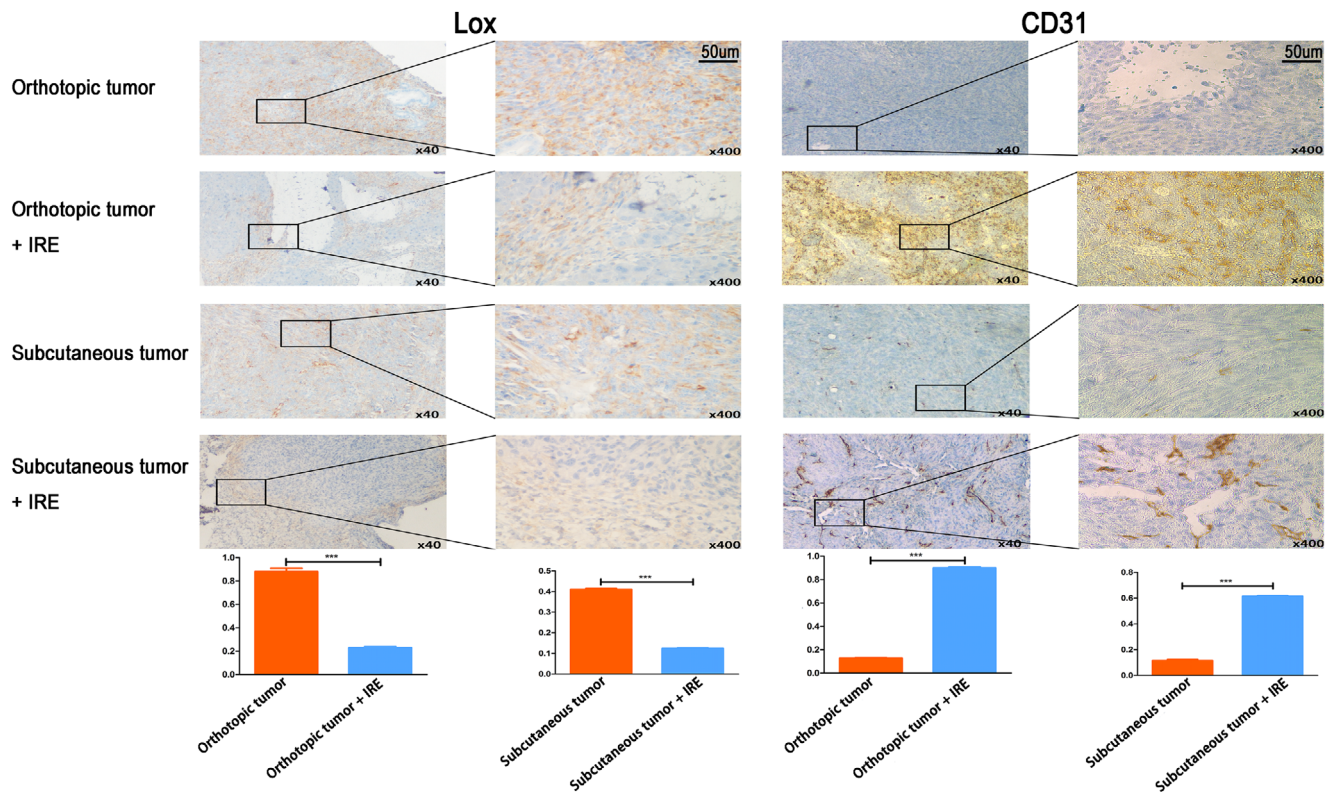 Lox
CD31
Orthotopic tumor
50um
50um
x40
x400
x40
x400
Orthotopic tumor
+ IRE
x40
x400
x40
x400
Subcutaneous tumor
x40
x400
x40
x400
Subcutaneous tumor
+ IRE
x40
x400
x40
x400
1.0
0.8
0.6
0.4
0.2
0.0
***
Orthotopic tumor
Orthotopic tumor + IRE
0.5
0.4
0.3
0.2
0.1
0.0
***
Subcutaneous tumor
Subcutaneous tumor + IRE
1.0
0.8
0.6
0.4
0.2
0.0
***
Orthotopic tumor
Orthotopic tumor + IRE
0.8
0.6
0.4
0.2
0.0
***
Subcutaneous tumor
Subcutaneous tumor + IRE